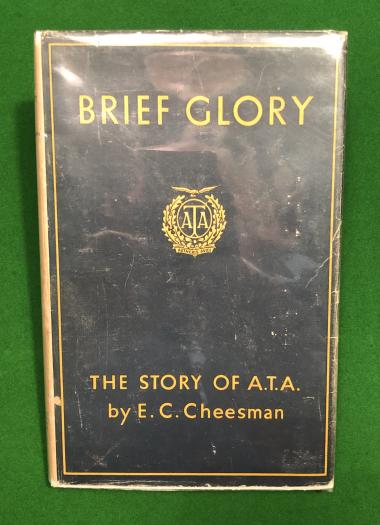 BRIEF GLORY
ATA
THE STORY OF A.T.A.
by E. C. Cheesman